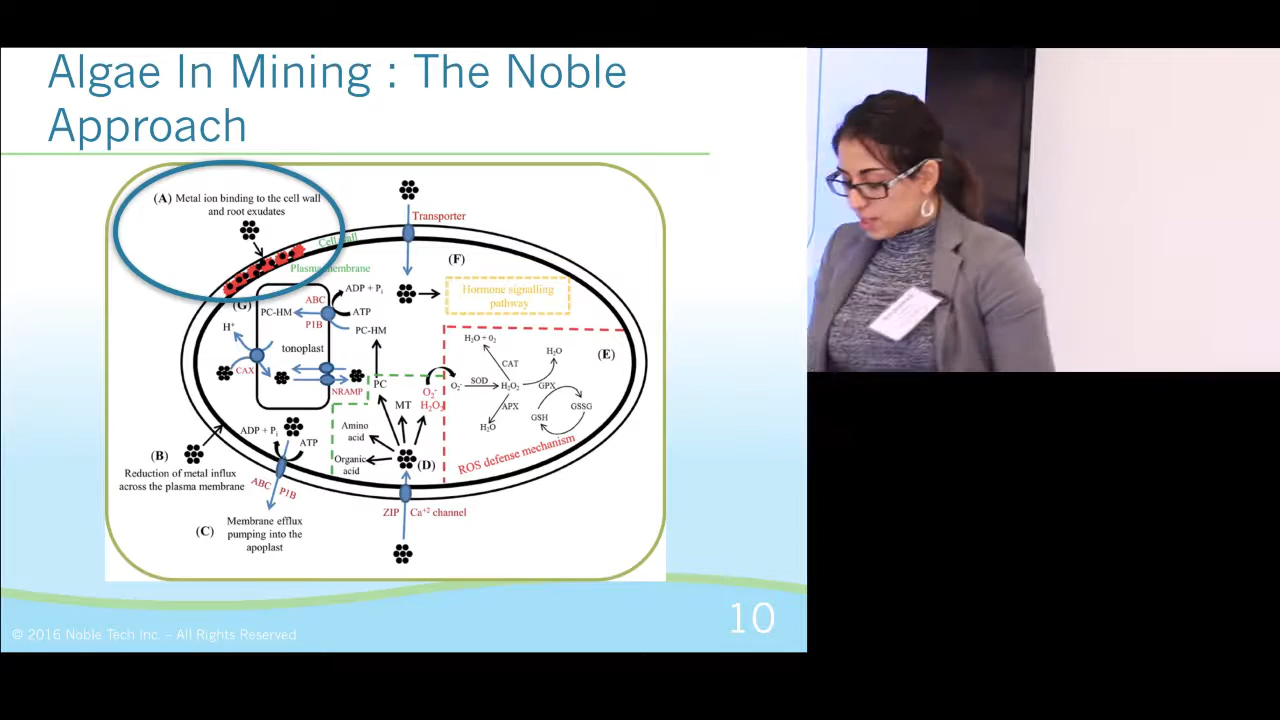 Algae In Mining : The Noble
Approach
(A) Metal ion binding to the cell wall
and root exudates
Transporter
Cell wall
Plasma membrane
(F)
(G)
ABC
ADP + Pi
Hormone signalling
pathway
PC-HM
ATP
P1B
PC-HM
H+
tonoplast
H2O + 02
H2O
(E)
CAT
CAX
NRAMP
PC
O2-
H2O2
O2-
SOD
H2O2
GPX
MT
APX
GSH
GSSG
H2O
Amino
acid
ADP + Pi
ATP
ROS defense mechanism
(B)
Organic
acid
(D)
Reduction of metal influx
across the plasma membrane
ABC
P1B
ZIP
Ca+2 channel
(C)
Membrane efflux
pumping into the
apoplast
10
© 2016 Noble Tech Inc. – All Rights Reserved